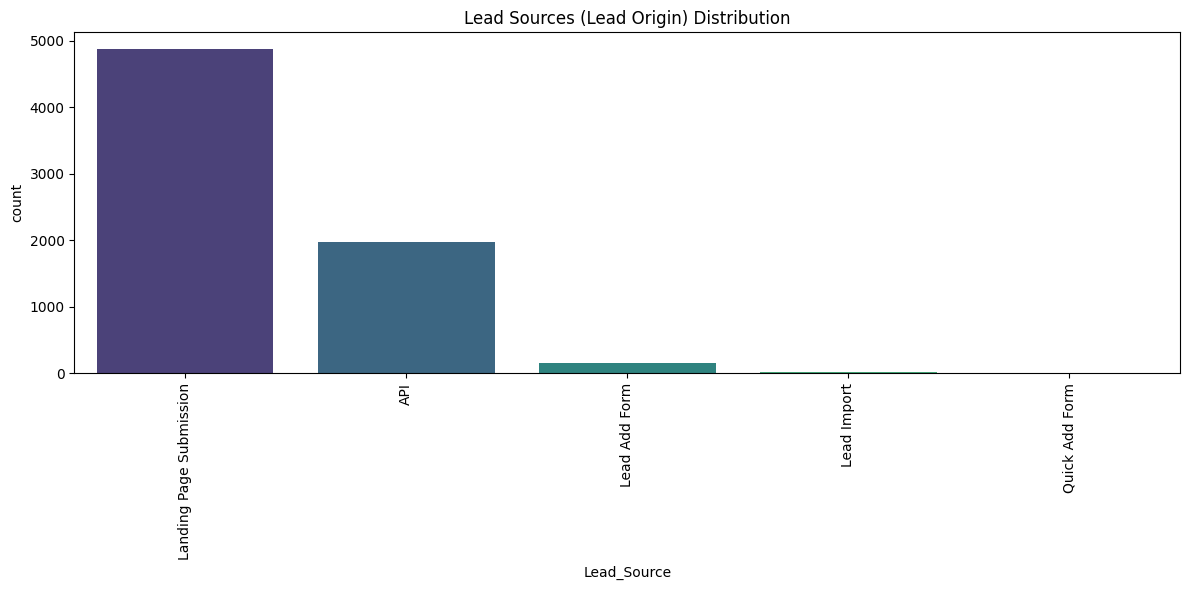 Lead Sources (Lead Origin) Distribution
5000
4000
3000
2000
1000
0
count
Landing Page Submission
API
Lead Add Form
Lead Import
Quick Add Form
Lead_Source